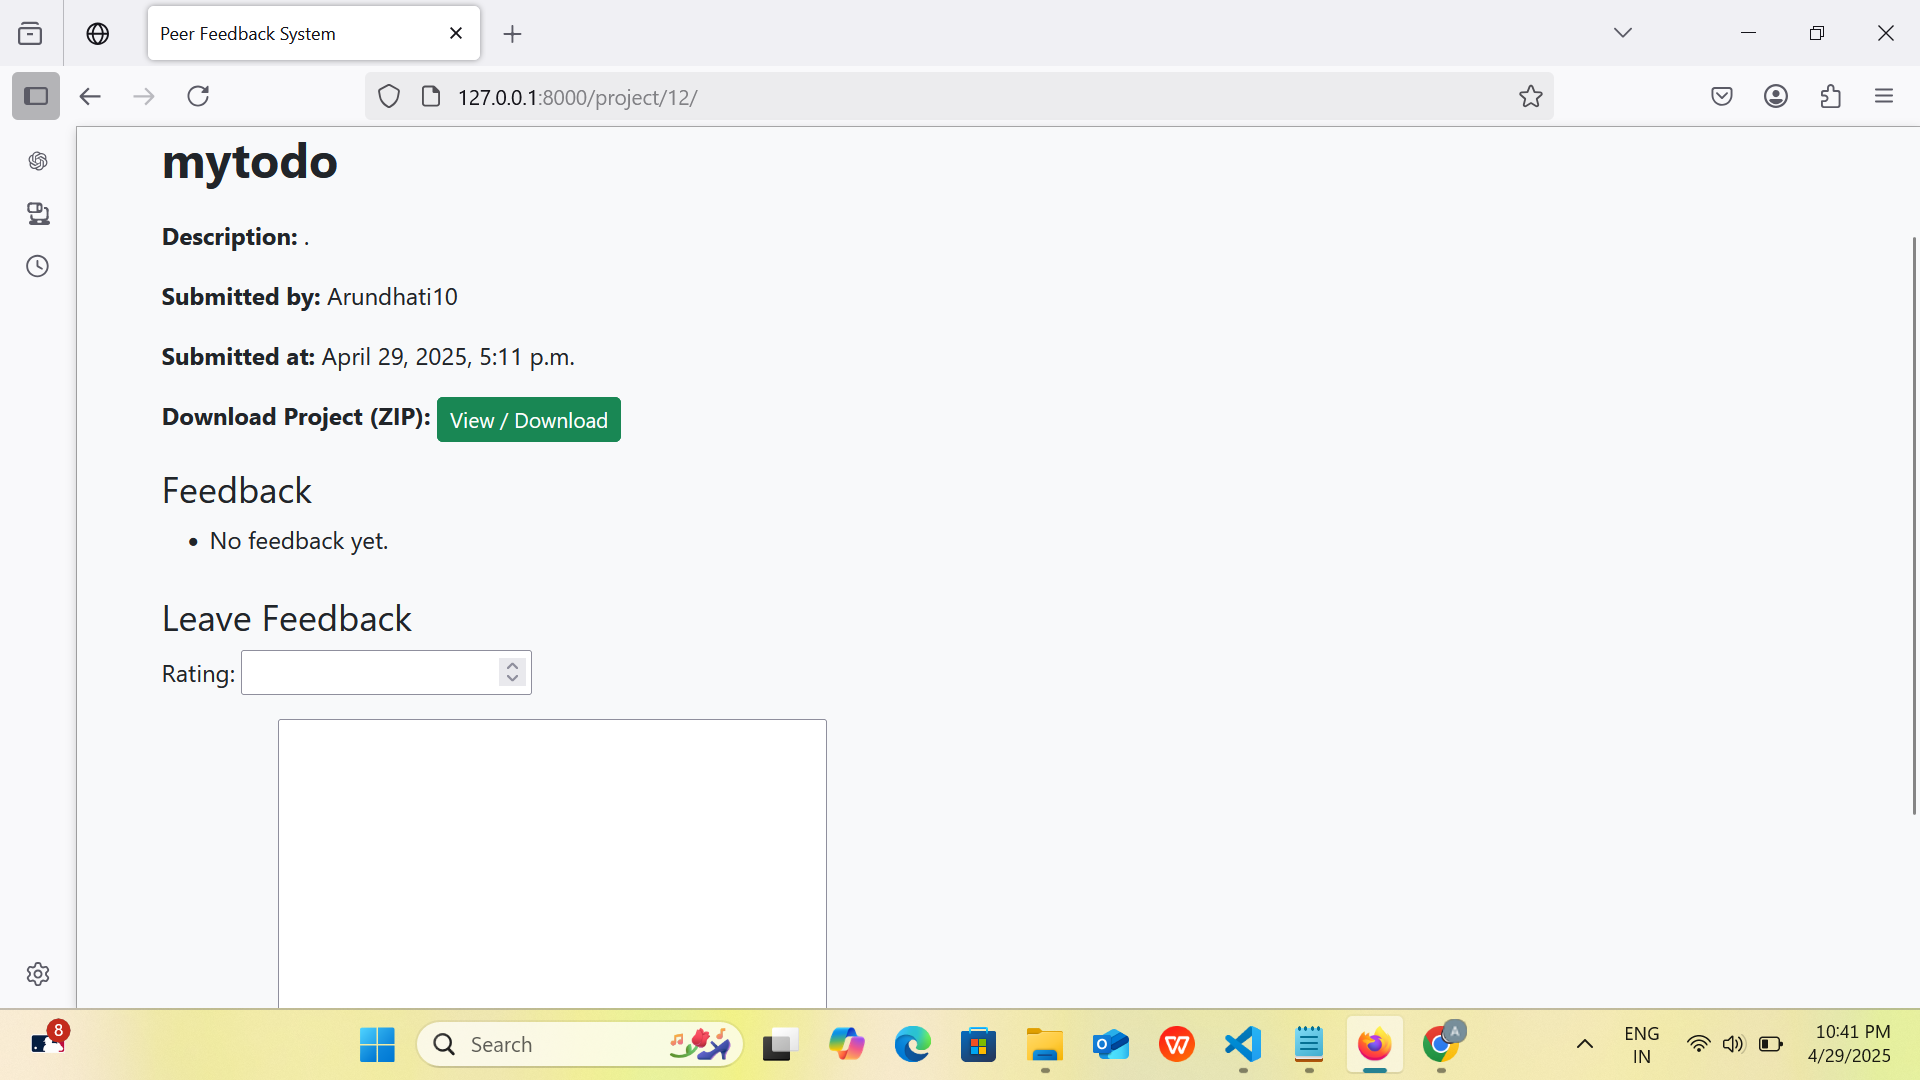 Peer Feedback System
127.0.0.1:8000/project/12/
mytodo
Description: .
Submitted by: Arundhati10
Submitted at: April 29, 2025, 5:11 p.m.
Download Project (ZIP): View / Download
Feedback
• No feedback yet.
Leave Feedback
Rating:
8
Search
A
ENG
IN
10:41 PM
4/29/2025